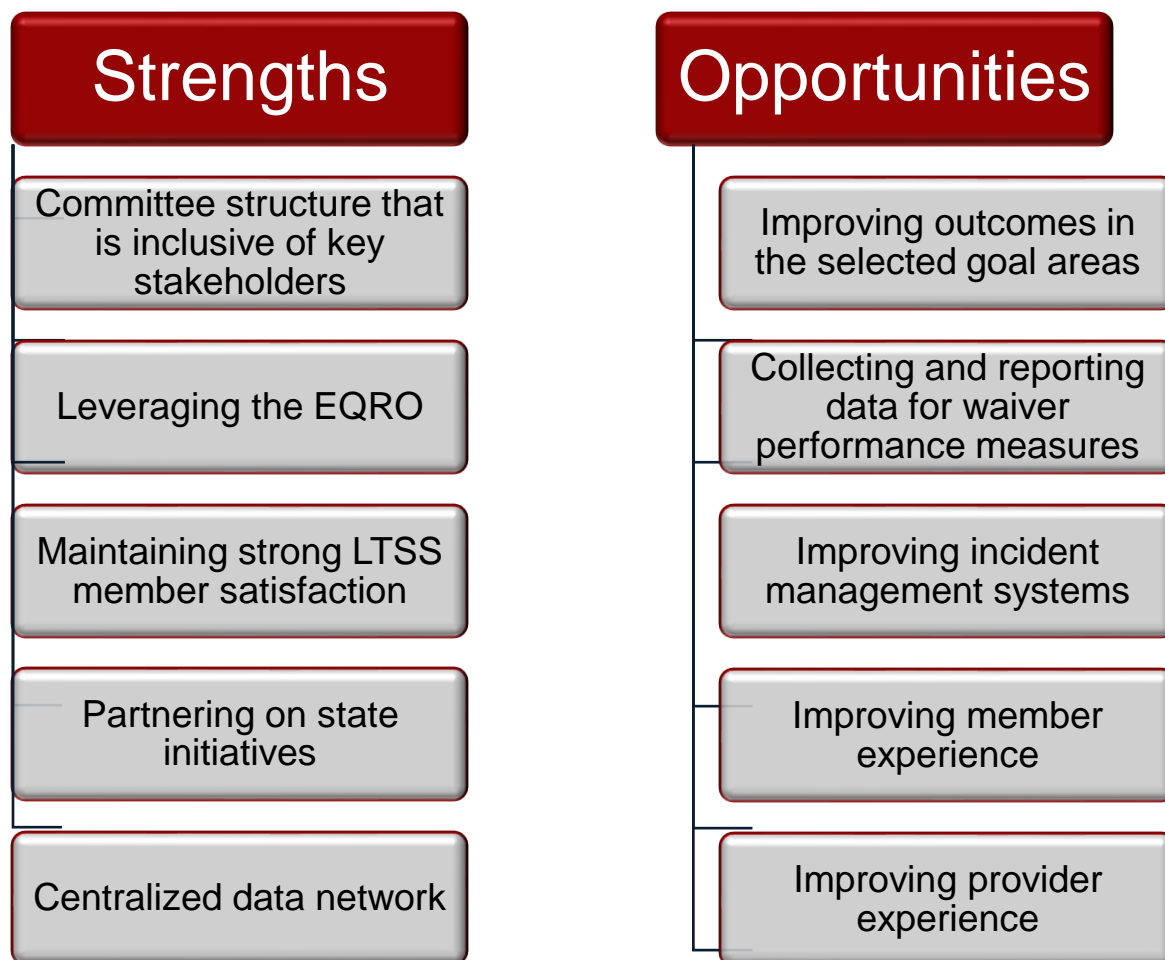 Strengths
Committee structure that
is inclusive of key
stakeholders
Leveraging the EQRO
Maintaining strong LTSS
member satisfaction
Partnering on state
initiatives
Centralized data network
Opportunities
Improving outcomes in
the selected goal areas
Collecting and reporting
data for waiver
performance measures
Improving incident
management systems
Improving member
experience
Improving provider
experience